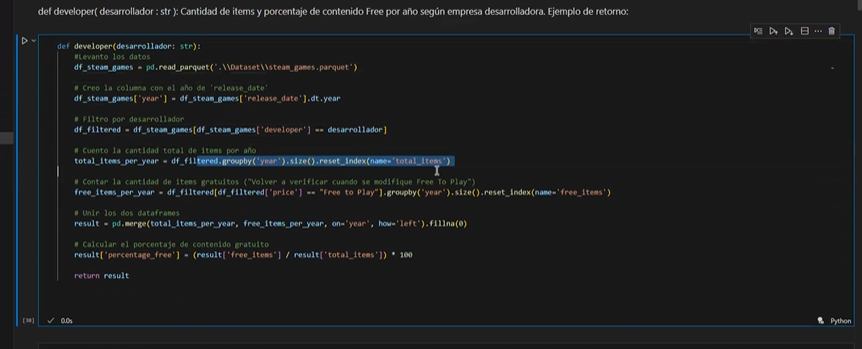 def developer( desarrollador : str ): Cantidad de items y porcentaje de contenido Free por año según empresa desarrolladora. Ejemplo de retorno:
def developer(desarrollador: str):
#Levanto los datos
df_steam_games = pd.read_parquet('.\\Dataset\\steam_games.parquet')
# Creo la columna con el año de 'release_date'
df_steam_games['year'] = df_steam_games['release_date'].dt.year
# Filtro por desarrollador
df_filtered = df_steam_games[df_steam_games['developer'] == desarrollador]
# Cuento la cantidad total de items por año
total_items_per_year = df_filtered.groupby('year').size().reset_index(name='total_items')
# Contar la cantidad de items gratuitos ("Volver a verificar cuando se modifique Free To Play")
free_items_per_year = df_filtered[df_filtered['price'] == "Free to Play"].groupby('year').size().reset_index(name='free_items')
# Unir los dos dataframes
result = pd.merge(total_items_per_year, free_items_per_year, on='year', how='left').fillna(0)
# Calcular el porcentaje de contenido gratuito
result['percentage_free'] = (result['free_items'] / result['total_items']) * 100
return result
0.0s
Python